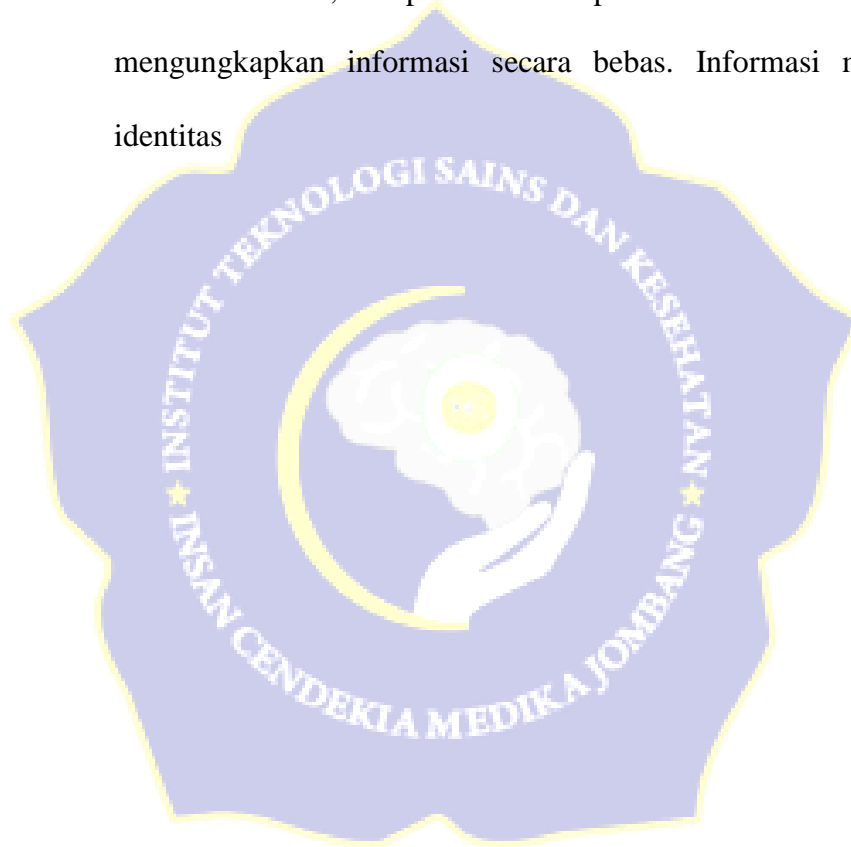 mengungkapkan informasi secara bebas. Informasi
identitas
INSTITUT TEKNOLOGI SAINS DAN KESEHATAN
INSAN CENDEKIA MEDIKA JOMBANG